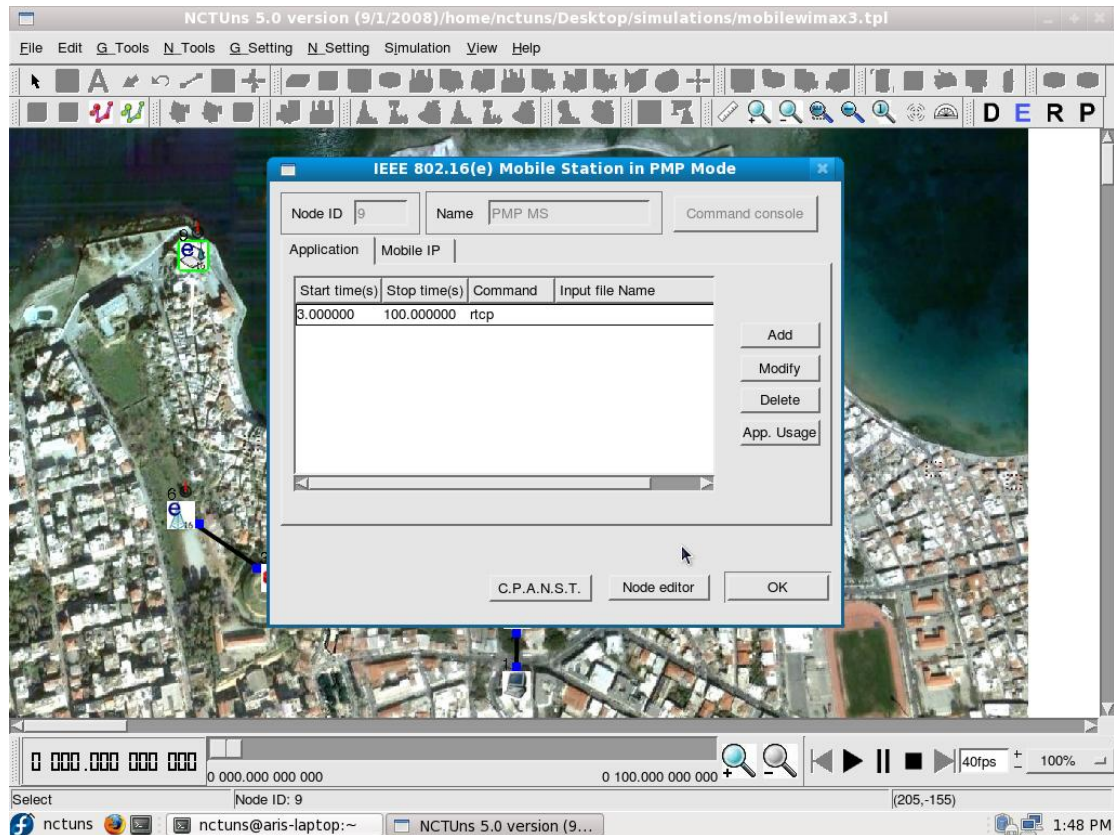 NCTUns 5.0 version (9/1/2008)/home/nctuns/Desktop/simulations/mobilewimax3.tpl
File Edit G_Tools N_Tools G_Setting N_Setting Simulation View Help
A
D E R P
IEEE 802.16(e) Mobile Station in PMP Mode
Node ID 9 Name PMP MS Command console
Application Mobile IP
Start time(s) Stop time(s) Command Input file Name
3.000000 100.000000 rtcp
Add
Modify
Delete
App. Usage
C.P.A.N.S.T. Node editor OK
9
e
6
e
16
0 000.000 000 000
0 000.000 000 000 0 100.000 000 000
40fps + - 100%
Select Node ID: 9 (205,-155)
nctuns nctuns@aris-laptop:~ NCTUns 5.0 version (9... 1:48 PM